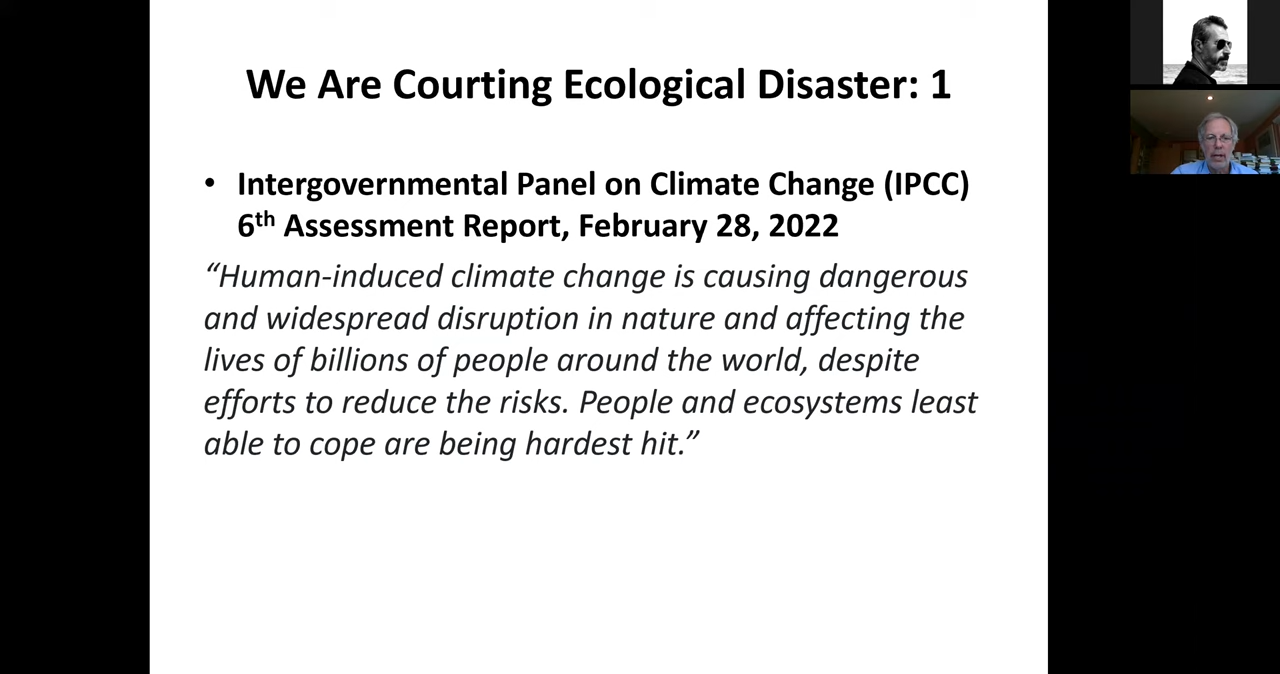 We Are Courting Ecological Disaster: 1
• Intergovernmental Panel on Climate Change (IPCC)
6th Assessment Report, February 28, 2022
“Human-induced climate change is causing dangerous
and widespread disruption in nature and affecting the
lives of billions of people around the world, despite
efforts to reduce the risks. People and ecosystems least
able to cope are being hardest hit.”